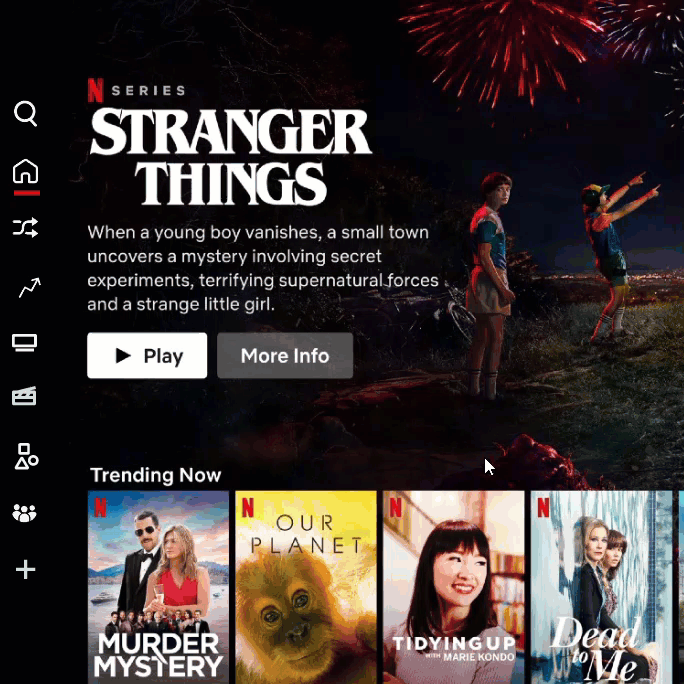 N SERIES
STRANGER
THINGS
When a young boy vanishes, a small town
uncovers a mystery involving secret
experiments, terrifying supernatural forces
and a strange little girl.
Play
More Info
Trending Now
N
MURDER
MYSTERY
N
OUR
PLANET
N
TIDYING UP
WITH MARIE KONDO
N
Dead
to Me